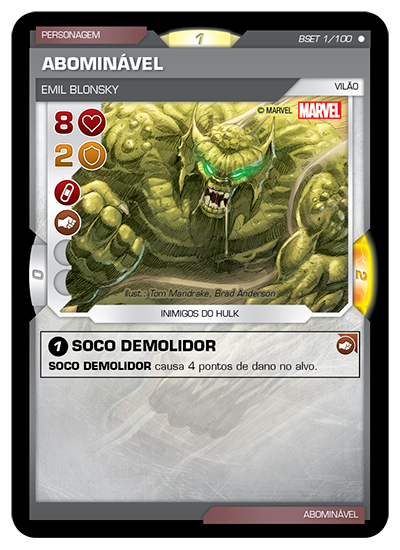 PERSONAGEM
1
BSET 1/100 ●
ABOMINÁVEL
EMIL BLONSKY
VILÃO
© MARVEL MARVEL
8
2
0
2
Ilust.: Tom Mandrake, Brad Anderson
INIMIGOS DO HULK
1 SOCO DEMOLIDOR
SOCO DEMOLIDOR causa 4 pontos de dano no alvo.
ABOMINÁVEL